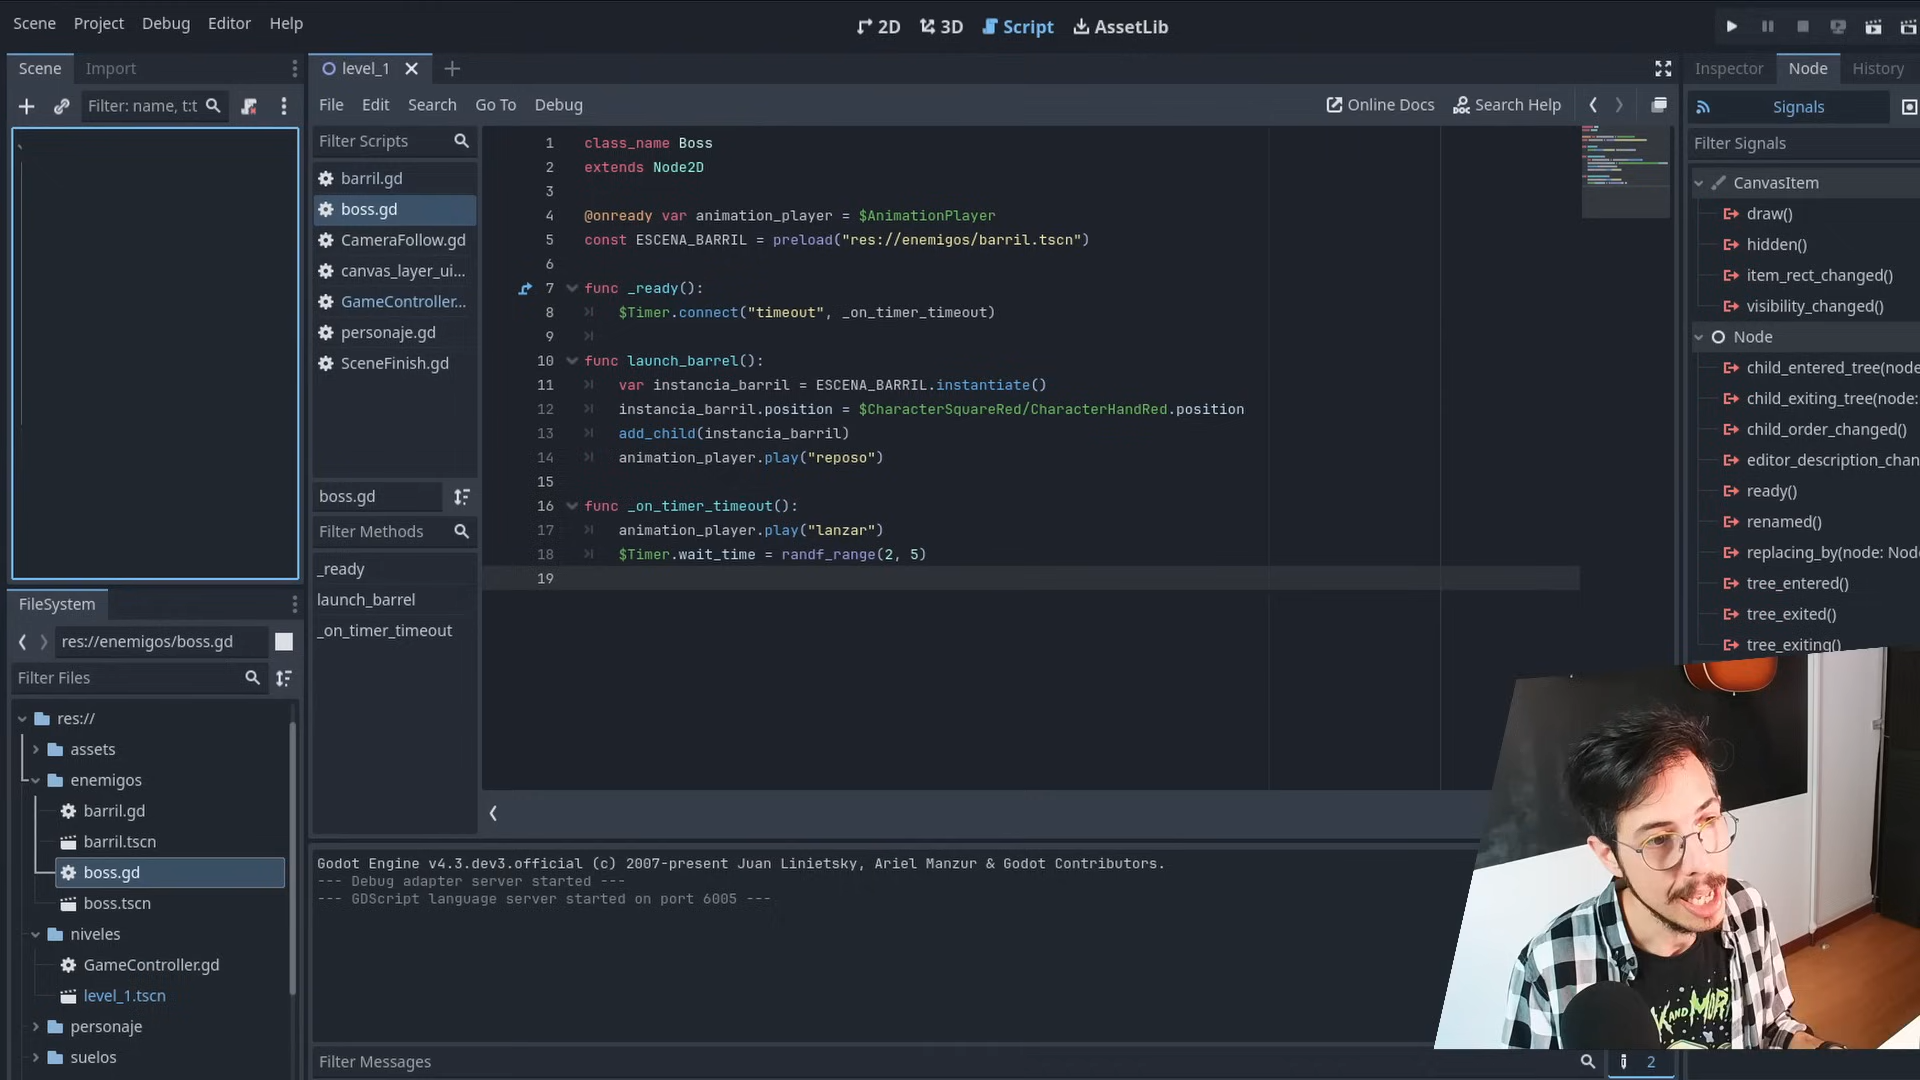 Scene Project Debug Editor Help
2D 3D Script AssetLib
Scene Import
level_1
Inspector Node History
Filter: name, t:t
File Edit Search Go To Debug
Online Docs Search Help
Signals
Filter Scripts
Filter Signals
barril.gd
boss.gd
CameraFollow.gd
canvas_layer_ui...
GameController...
personaje.gd
SceneFinish.gd
boss.gd
Filter Methods
_ready
launch_barrel
_on_timer_timeout
1 class_name Boss
2 extends Node2D
3
4 @onready var animation_player = $AnimationPlayer
5 const ESCENA_BARRIL = preload("res://enemigos/barril.tscn")
6
7 func _ready():
8 $Timer.connect("timeout", _on_timer_timeout)
9
10 func launch_barrel():
11 var instancia_barril = ESCENA_BARRIL.instantiate()
12 instancia_barril.position = $CharacterSquareRed/CharacterHandRed.position
13 add_child(instancia_barril)
14 animation_player.play("reposo")
15
16 func _on_timer_timeout():
17 animation_player.play("lanzar")
18 $Timer.wait_time = randf_range(2, 5)
19
CanvasItem
draw()
hidden()
item_rect_changed()
visibility_changed()
Node
child_entered_tree(node
child_exiting_tree(node:
child_order_changed()
editor_description_chan
ready()
renamed()
replacing_by(node: Nod
tree_entered()
tree_exited()
tree_exiting()
FileSystem
res://enemigos/boss.gd
Filter Files
res://
assets
enemigos
barril.gd
barril.tscn
boss.gd
boss.tscn
niveles
GameController.gd
level_1.tscn
personaje
suelos
Godot Engine v4.3.dev3.official (c) 2007-present Juan Linietsky, Ariel Manzur & Godot Contributors.
--- Debug adapter server started ---
--- GDScript language server started on port 6005 ---
Filter Messages
2